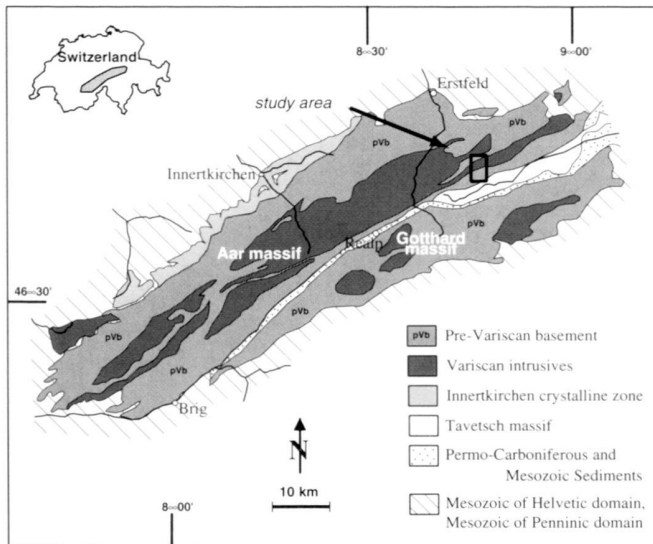 8∞30'
9∞00'
Switzerland
Erstfeld
study area
pVb
pVb
Innertkirchen
pVb
Realp
Gotthard
massif
Aar massif
46∞30'
pVb
pVb
pVb
pVb Pre-Variscan basement
Variscan intrusives
Innertkirchen crystalline zone
Brig
Tavetsch massif
N
Permo-Carboniferous and
Mesozoic Sediments
10 km
Mesozoic of Helvetic domain,
Mesozoic of Penninic domain
8∞00'